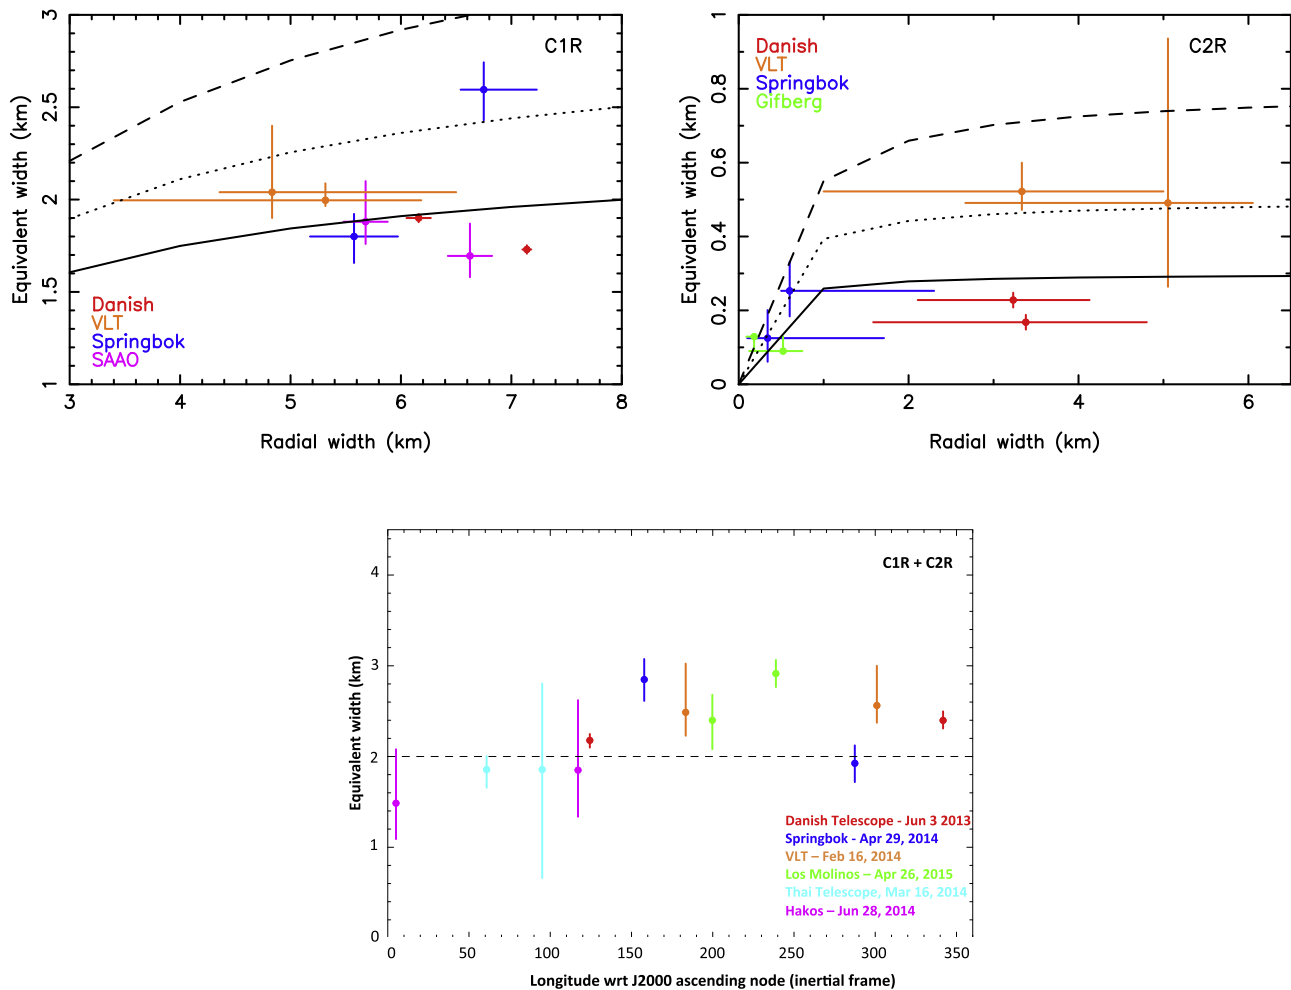 C1R
3
2.5
2
1.5
1
Equivalent width (km)
Danish
VLT
Springbok
SAAO
3 4 5 6 7 8
Radial width (km)
C2R
Danish
VLT
Springbok
Gifberg
1
0.8
0.6
0.4
0.2
0
Equivalent width (km)
0 2 4 6
Radial width (km)
C1R + C2R
4
3
2
1
0
Equivalent width (km)
Danish Telescope - Jun 3 2013
Springbok - Apr 29, 2014
VLT – Feb 16, 2014
Los Molinos – Apr 26, 2015
Thai Telescope, Mar 16, 2014
Hakos – Jun 28, 2014
0 50 100 150 200 250 300 350
Longitude wrt J2000 ascending node (inertial frame)